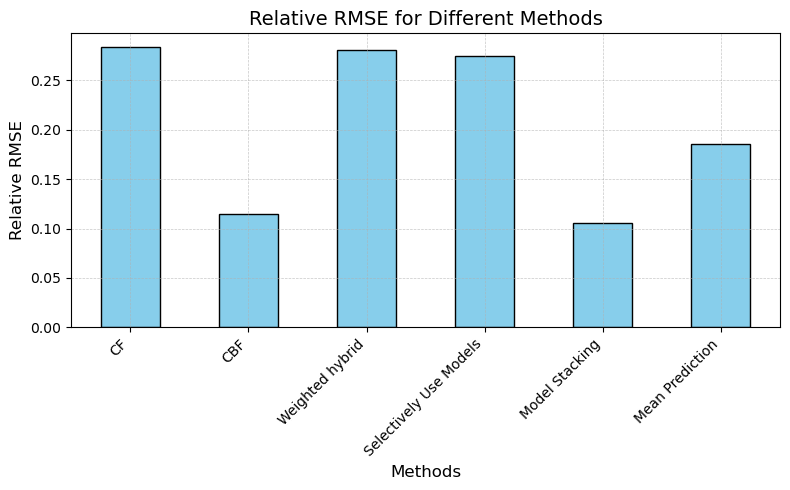 Relative RMSE for Different Methods
Relative RMSE
0.25
0.20
0.15
0.10
0.05
0.00
CF
CBF
Weighted hybrid
Selectively Use Models
Model Stacking
Mean Prediction
Methods